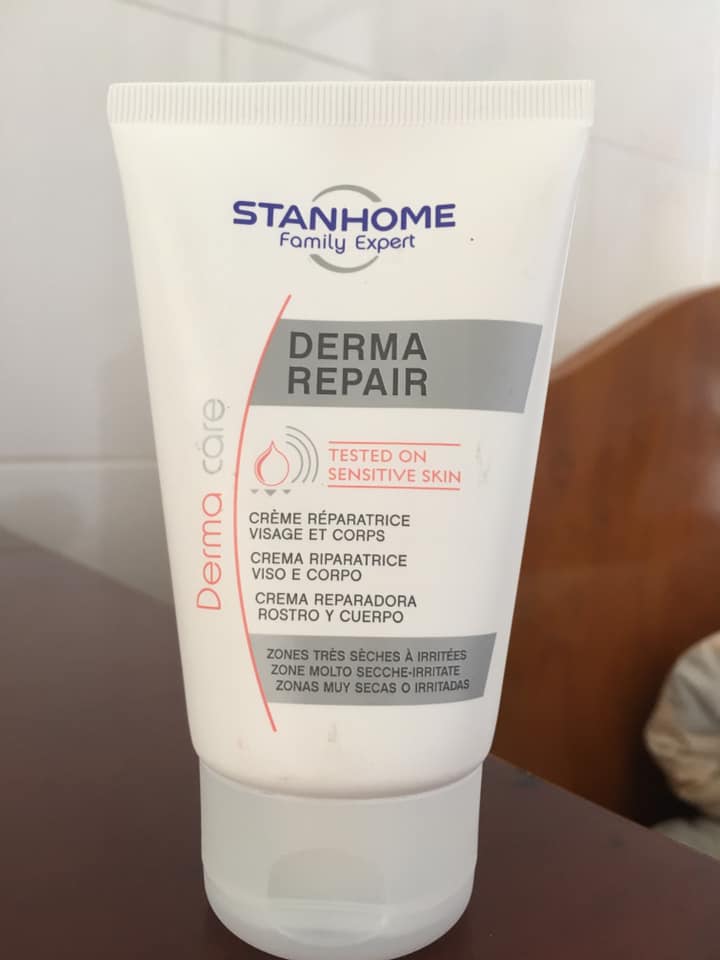 STANHOME
Family Expert
DERMA
REPAIR
Derma care
TESTED ON
SENSITIVE SKIN
CRÈME RÉPARATRICE
VISAGE ET CORPS
CREMA RIPARATRICE
VISO E CORPO
CREMA REPARADORA
ROSTRO Y CUERPO
ZONES TRÈS SÈCHES À IRRITÉES
ZONE MOLTO SECCHE-IRRITATE
ZONAS MUY SECAS O IRRITADAS